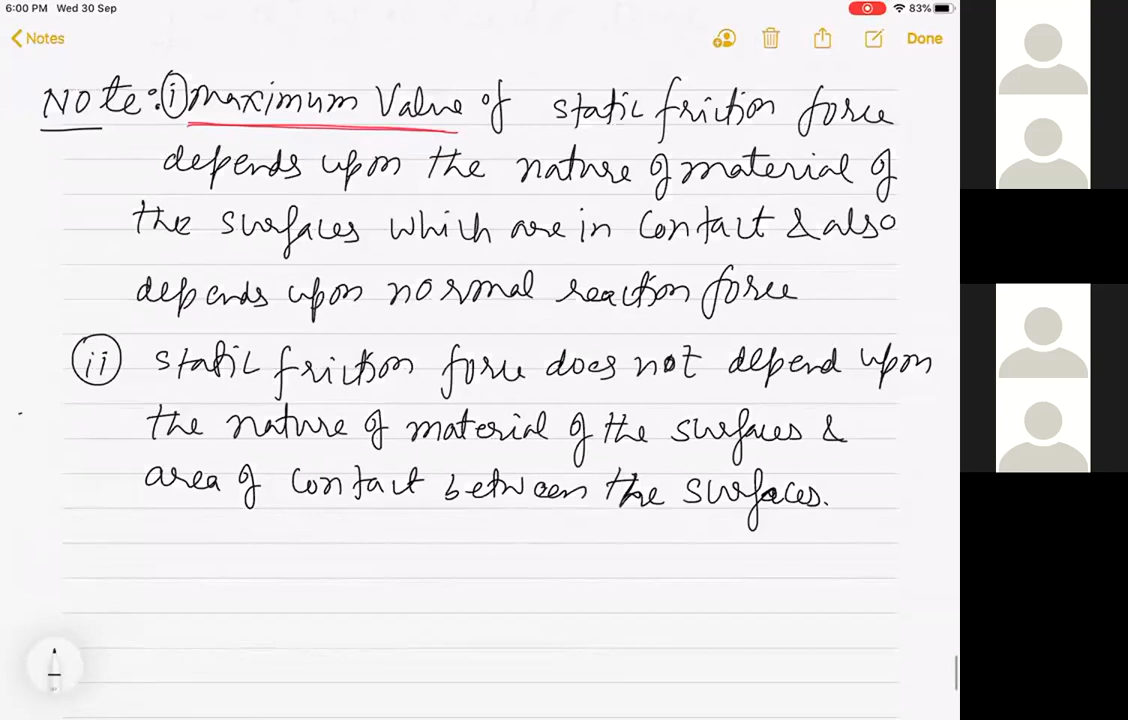 6:00 PM Wed 30 Sep
83%
Notes
Done
Note: (i) Maximum Value of static friction force
depends upon the nature of material of
the surfaces which are in contact & also
depends upon normal reaction force
(ii) static friction force does not depend upon
the nature of material of the surfaces &
area of contact between the surfaces.